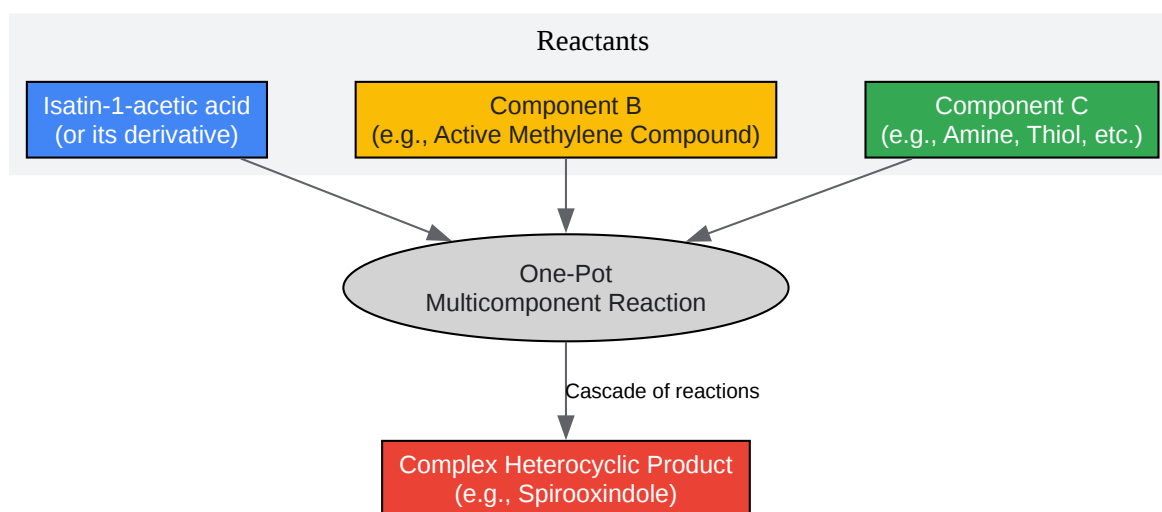 Reactants
Isatin-1-acetic acid
(or its derivative)
Component B
(e.g., Active Methylene Compound)
Component C
(e.g., Amine, Thiol, etc.)
One-Pot
Multicomponent Reaction
Cascade of reactions
Complex Heterocyclic Product
(e.g., Spirooxindole)